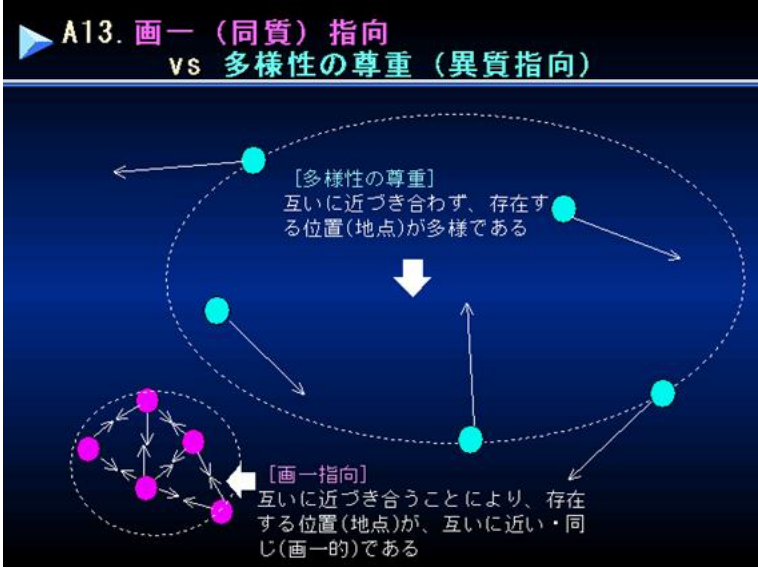 A13. 画一（同質）指向
vs 多様性の尊重（異質指向）
[多様性の尊重]
互いに近づき合わず、存在す
る位置(地点)が多様である
[画一指向]
互いに近づき合うことにより、存在
する位置(地点)が、互いに近い・同
じ(画一的)である